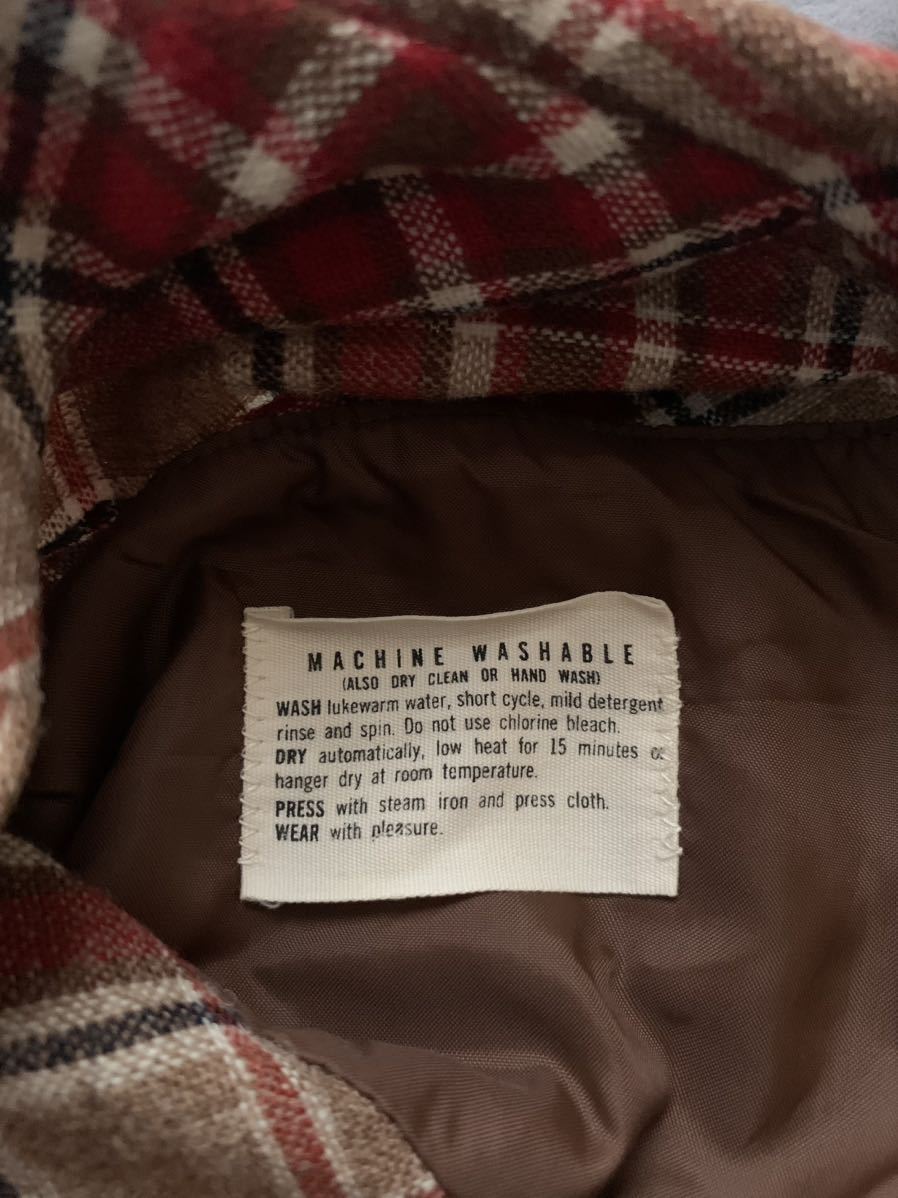 MACHINE WASHABLE
(ALSO DRY CLEAN OR HAND WASH)
WASH lukewarm water, short cycle, mild detergent
rinse and spin. Do not use chlorine bleach.
DRY automatically, low heat for 15 minutes or
hanger dry at room temperature.
PRESS with steam iron and press cloth.
WEAR with pleasure.